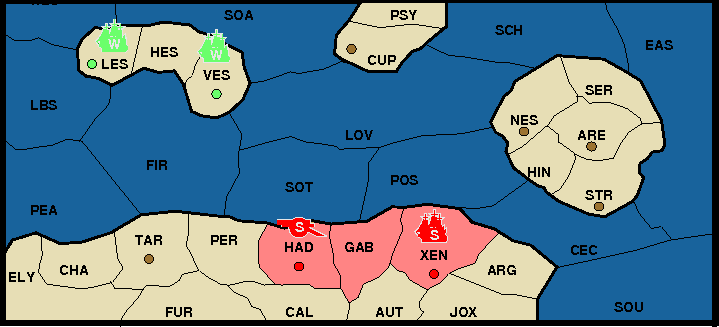 SOA
PSY
SCH
EAS
W
LES
HES
W
VES
CUP
LBS
SER
NES
ARE
LOV
FIR
HIN
STR
SOT
POS
PEA
S
S
TAR
PER
HAD
GAB
XEN
CEC
ELY
CHA
ARG
SOU
FUR
CAL
AUT
JOX